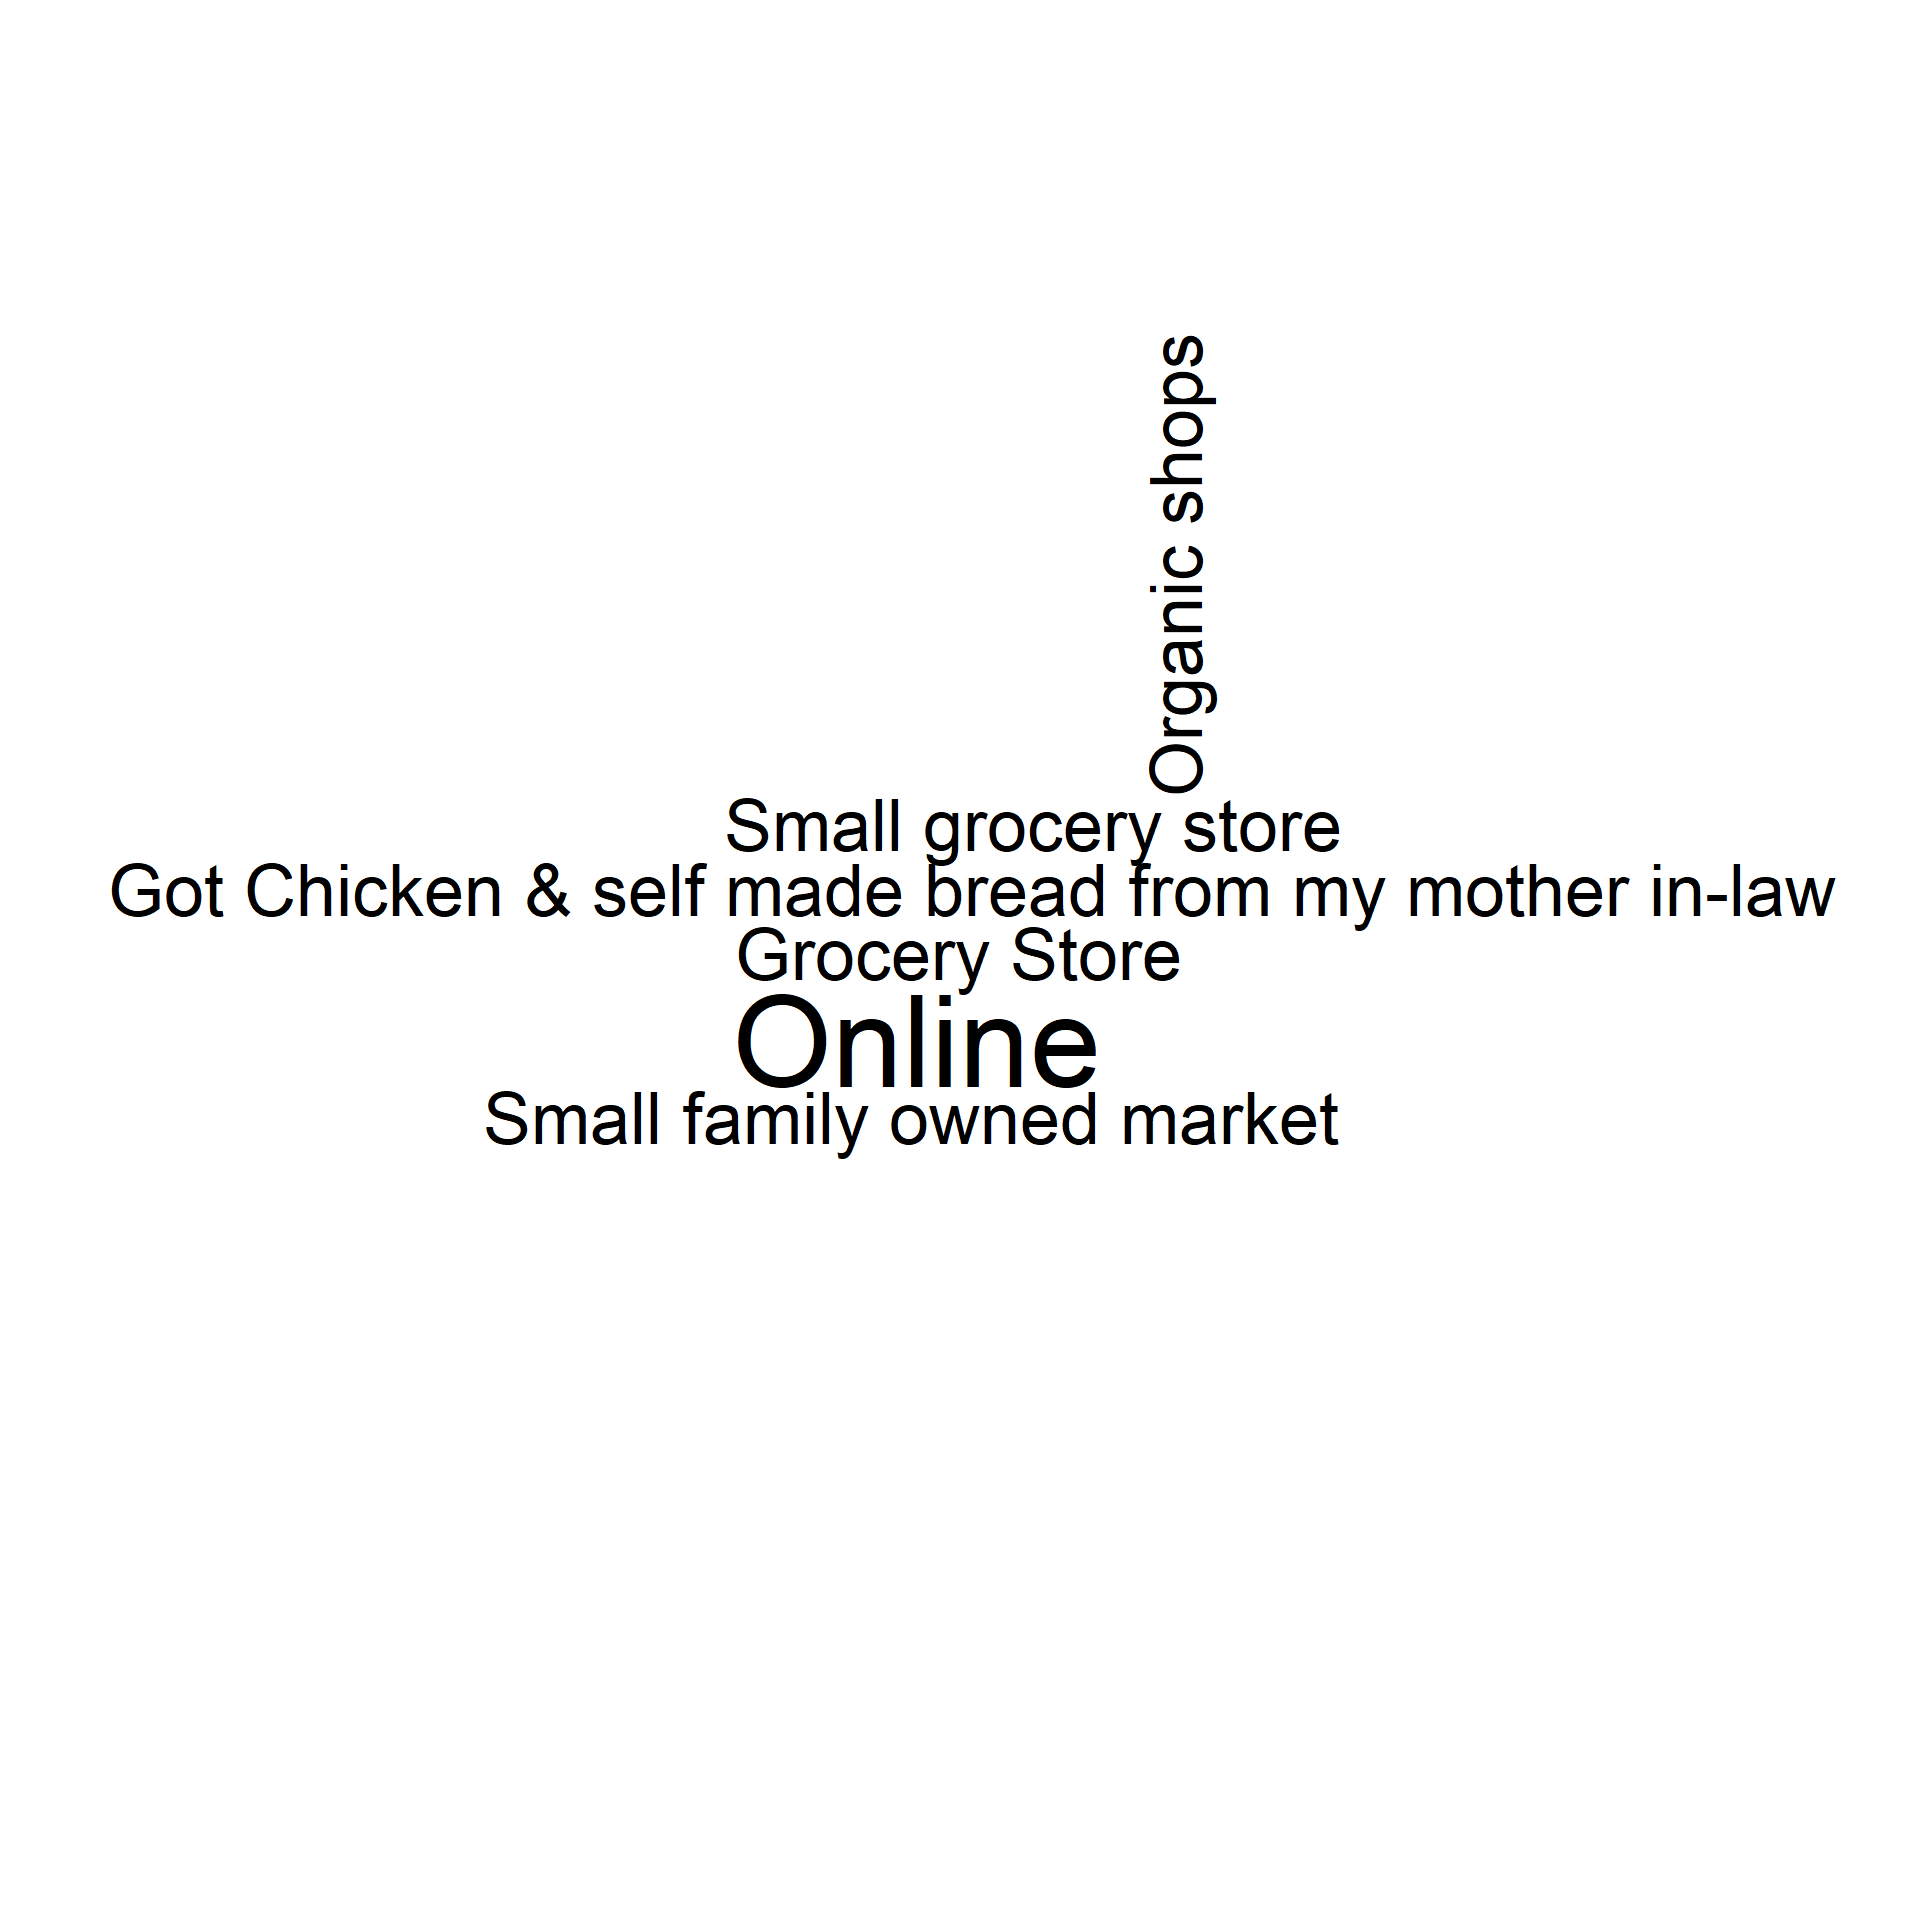 Organic shops
Small grocery store
Got Chicken & self made bread from my mother in-law
Grocery Store
Online
Small family owned market